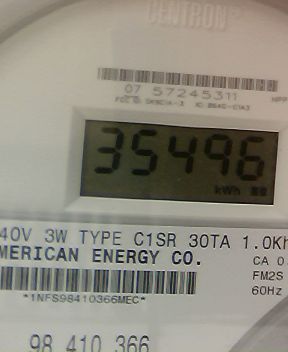 CENTRON®
07 57245311
35496
kWh
40V 3W TYPE C1SR 30TA 1.0Kh
MERICAN ENERGY CO.
CA 0.
FM2S
60Hz
*1NFS98410366MEC*
98 410 366